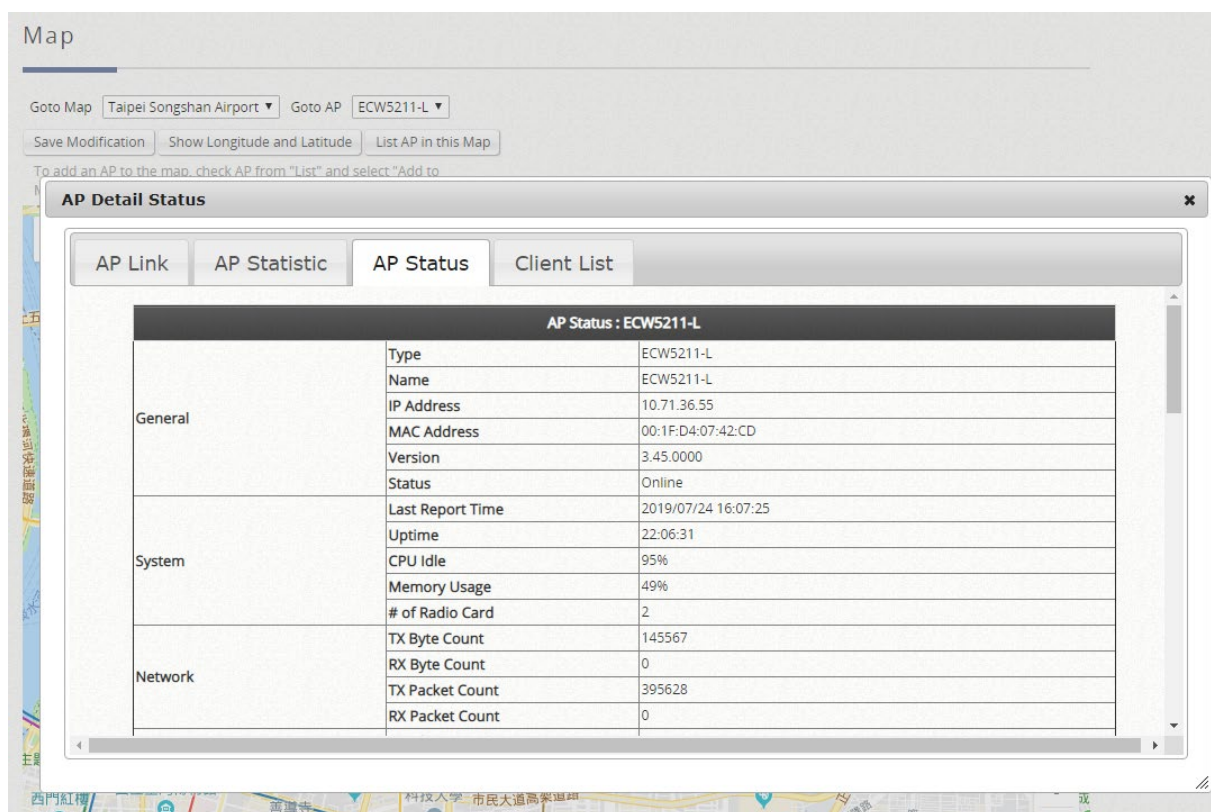 Map
Goto Map Taipei Songshan Airport Goto AP ECW5211-L
Save Modification Show Longitude and Latitude List AP in this Map
To add an AP to the map, check AP from "List" and select "Add to
AP Detail Status
AP Link AP Statistic AP Status Client List
AP Status : ECW5211-L
General
Type ECW5211-L
Name ECW5211-L
IP Address 10.71.36.55
MAC Address 00:1F:D4:07:42:CD
Version 3.45.0000
Status Online
System
Last Report Time 2019/07/24 16:07:25
Uptime 22:06:31
CPU Idle 95%
Memory Usage 49%
# of Radio Card 2
Network
TX Byte Count 145567
RX Byte Count 0
TX Packet Count 395628
RX Packet Count 0
西門紅樓
善導寺
科技大學 市民大道高架道路
成